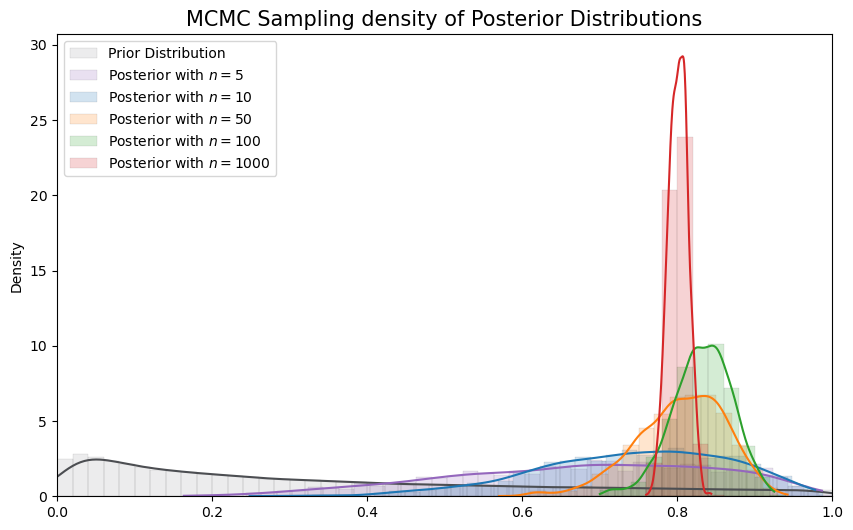 MCMC Sampling density of Posterior Distributions
30
25
20
15
10
5
0
Density
Prior Distribution
Posterior with n = 5
Posterior with n = 10
Posterior with n = 50
Posterior with n = 100
Posterior with n = 1000
0.0 0.2 0.4 0.6 0.8 1.0